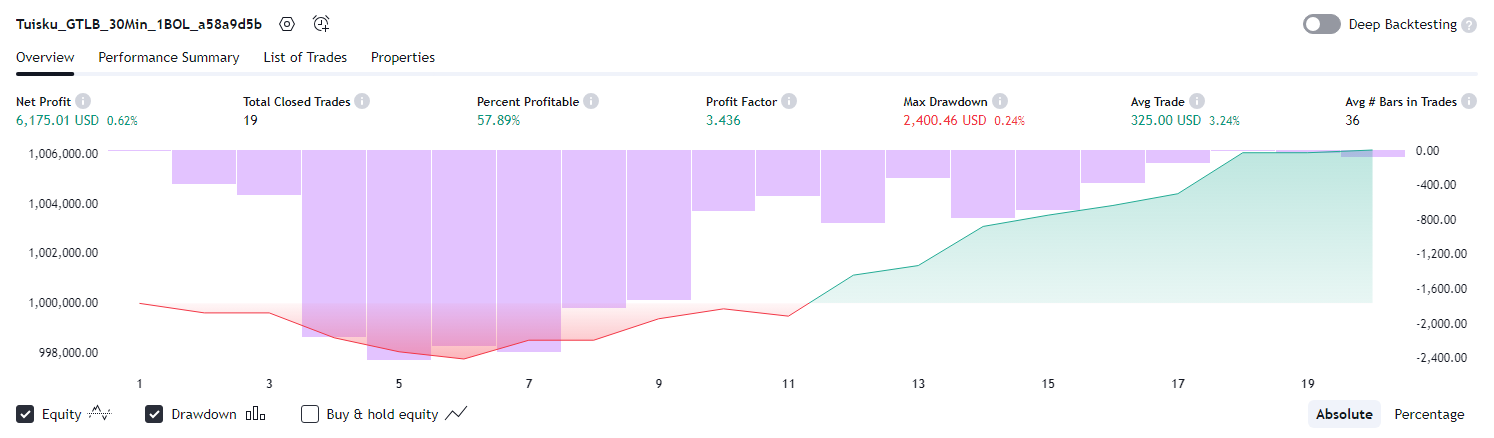 Tuisku_GTLB_30Min_1BOL_a58a9d5b Deep Backtesting
Overview Performance Summary List of Trades Properties
Net Profit Total Closed Trades Percent Profitable Profit Factor Max Drawdown Avg Trade Avg # Bars in Trades
6,175.01 USD 0.62% 19 57.89% 3.436 2,400.46 USD 0.24% 325.00 USD 3.24% 36
1,006,000.00 0.00
-400.00
1,004,000.00 -800.00
1,002,000.00 -1,200.00
1,000,000.00 -1,600.00
-2,000.00
998,000.00 -2,400.00
1 3 5 7 9 11 13 15 17 19
Equity Drawdown Buy & hold equity Absolute Percentage